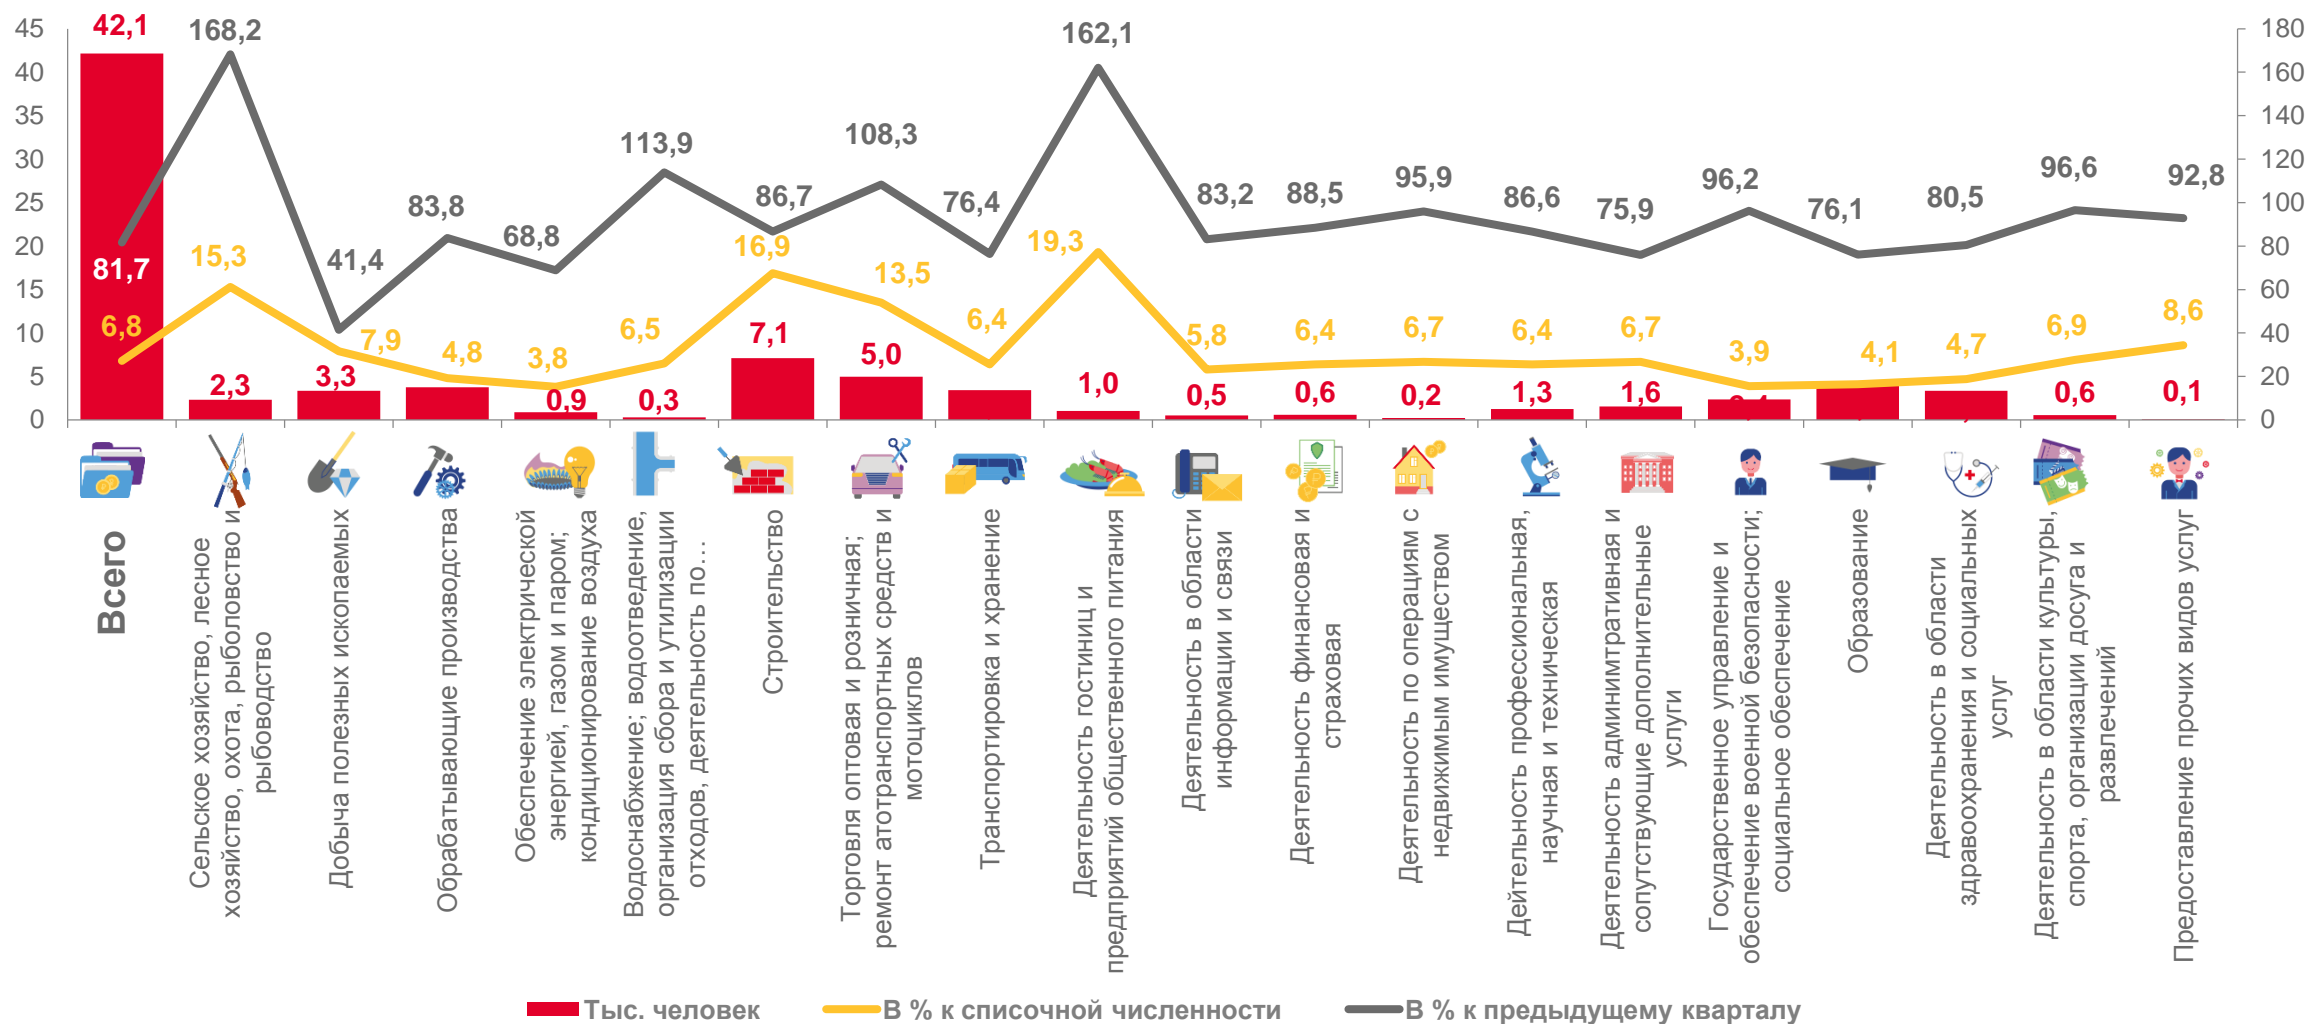 45
40
35
30
25
20
15
10
5
0
180
160
140
120
100
80
60
40
20
0
42,1
2,3
3,3
0,9
0,3
7,1
5,0
1,0
0,5
0,6
0,2
1,3
1,6
0,6
0,1
81,7
168,2
41,4
83,8
68,8
113,9
86,7
108,3
76,4
162,1
83,2
88,5
95,9
86,6
75,9
96,2
76,1
80,5
96,6
92,8
6,8
15,3
7,9
4,8
3,8
6,5
16,9
13,5
6,4
19,3
5,8
6,4
6,7
6,4
6,7
3,9
4,1
4,7
6,9
8,6
Всего
Сельское хозяйство, лесное
хозяйство, охота, рыболовство и
рыбоводство
Добыча полезных ископаемых
Обрабатывающие производства
Обеспечение электрической
энергией, газом и паром;
кондиционирование воздуха
Водоснабжение; водоотведение,
организация сбора и утилизации
отходов, деятельность по…
Строительство
Торговля оптовая и розничная;
ремонт атотранспортных средств и
мотоциклов
Транспортировка и хранение
Деятельность гостиниц и
предприятий общественного питания
Деятельность в области
информации и связи
Деятельность финансовая и
страховая
Деятельность по операциям с
недвижимым имуществом
Дейтельность профессиональная,
научная и техническая
Деятельность админимтративная и
сопутствующие дополнительные
услуги
Государственное управление и
обеспечение военной безопасности;
социальное обеспечение
Образование
Деятельность в области
здравоохранения и социальных
услуг
Деятельность в области культуры,
спорта, организации досуга и
развлечений
Предоставление прочих видов услуг
Тыс. человек
В % к списочной численности
В % к предыдущему кварталу